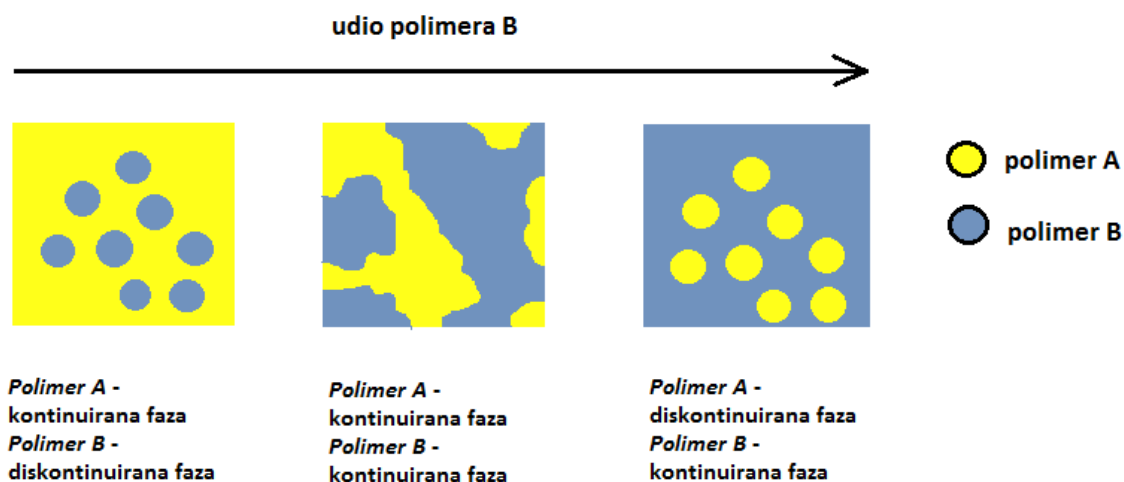 udio polimera B
polimer A
polimer B
Polimer A -
kontinuirana faza
Polimer B -
diskontinuirana faza
Polimer A -
kontinuirana faza
Polimer B -
kontinuirana faza
Polimer A -
diskontinuirana faza
Polimer B -
kontinuirana faza